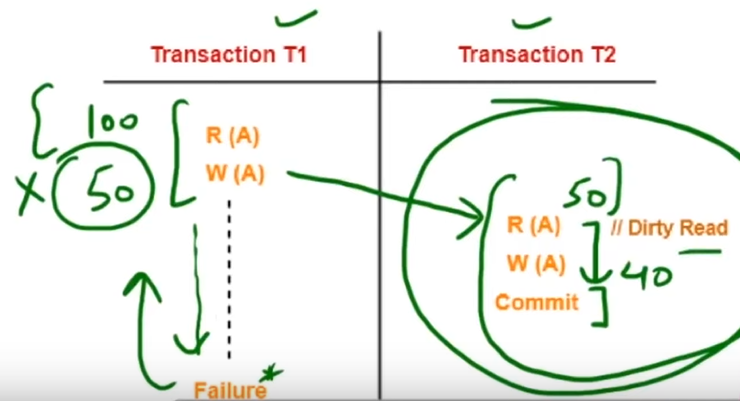 Transaction T1
Transaction T2
100
R (A)
W (A)
50
50
R (A) // Dirty Read
W (A)
40
Commit
Failure*